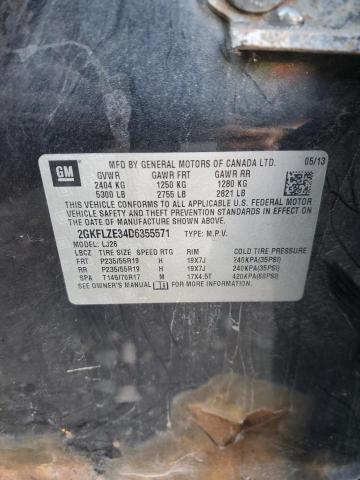 GM
MFD BY GENERAL MOTORS OF CANADA LTD. 05/13
GVWR GAWR FRT GAWR RR
2404 KG 1250 KG 1280 KG
5300 LB 2755 LB 2821 LB
THIS VEHICLE CONFORMS TO ALL APPLICABLE U.S. FEDERAL MOTOR
VEHICLE SAFETY AND THEFT PREVENTION STANDARDS IN EFFECT ON
THE DATE OF MANUFACTURE SHOWN ABOVE.
2GKFLZE34D6355571 TYPE: M.P.V.
MODEL: LJ26
LBCZ TIRE SIZE SPEED RTG RIM COLD TIRE PRESSURE
FRT P235/55R19 H 19X7J 240KPA(35PSI)
RR P235/55R19 H 19X7J 240KPA(35PSI)
SPA T145/70R17 M 17X4.5T 420KPA(60PSI)
SEE OWNER'S MANUAL FOR MORE INFORMATION.